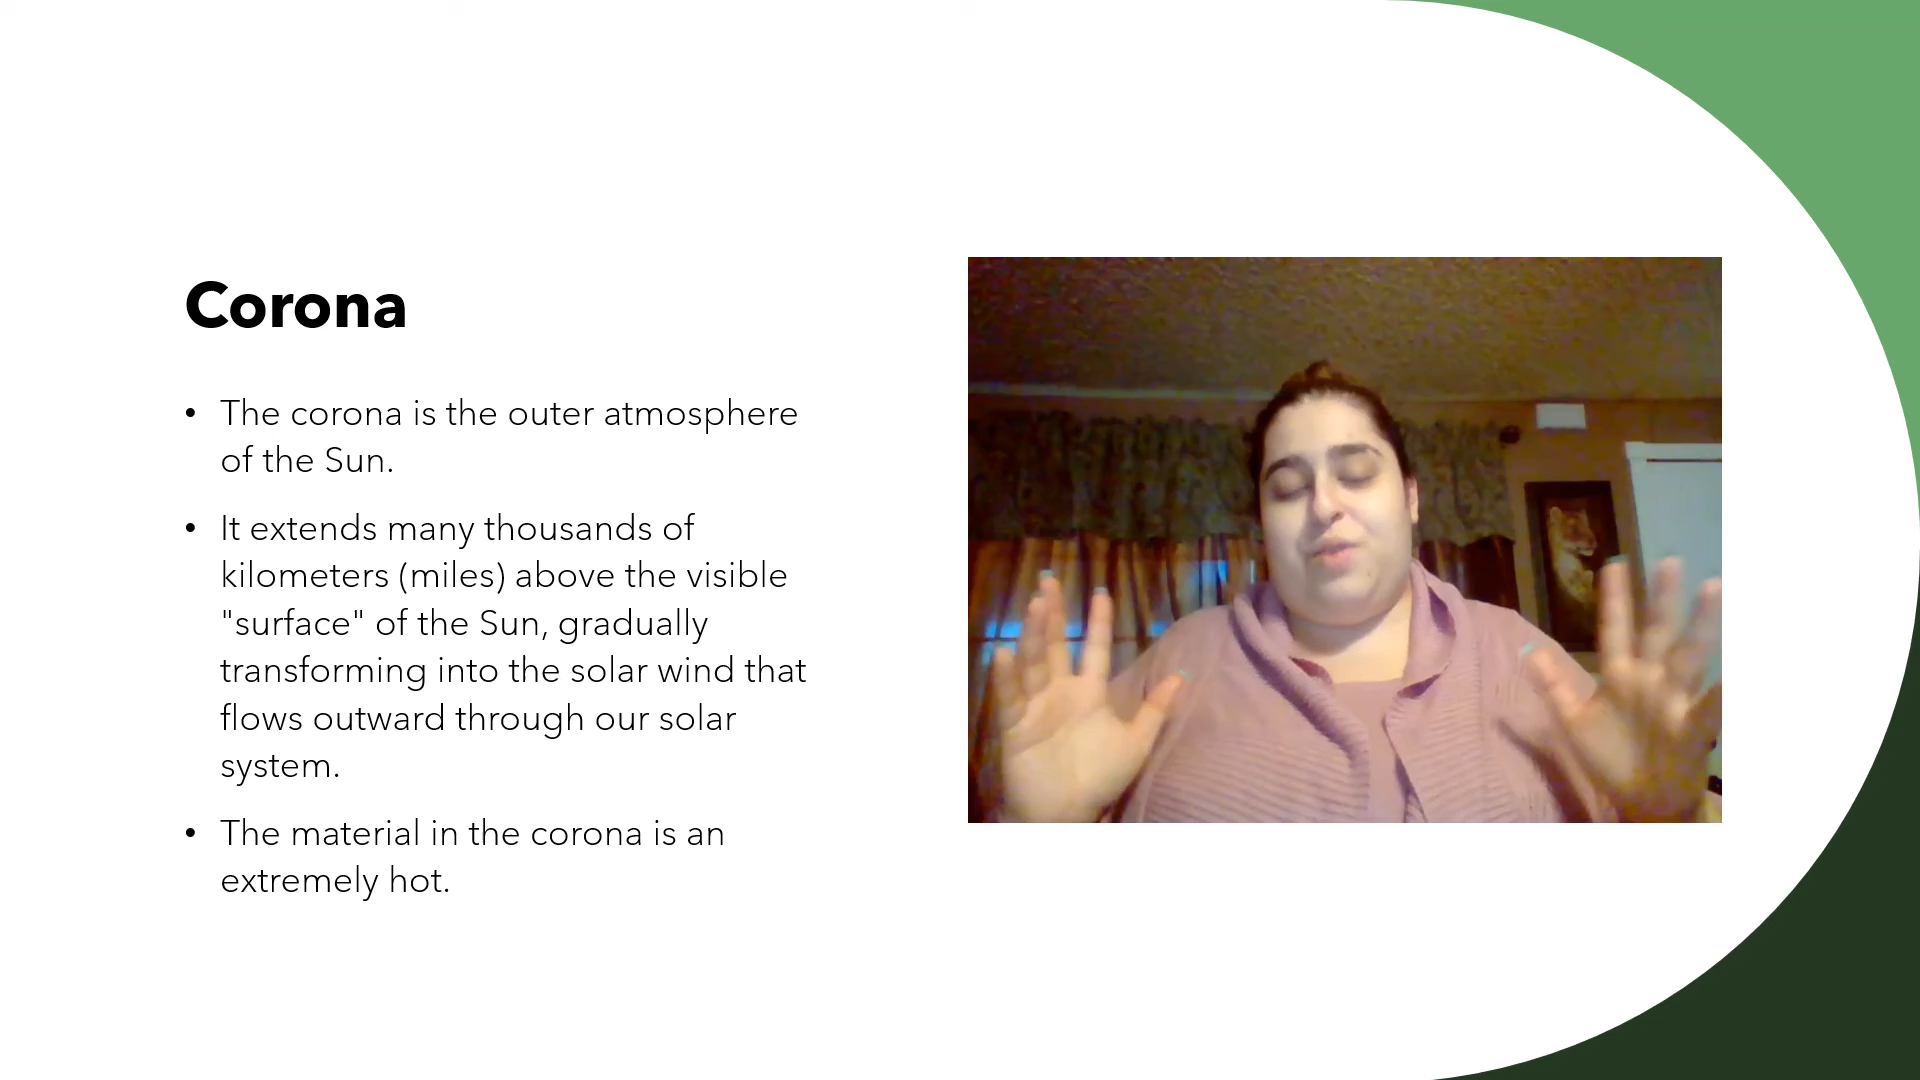 Corona
• The corona is the outer atmosphere
of the Sun.
• It extends many thousands of
kilometers (miles) above the visible
"surface" of the Sun, gradually
transforming into the solar wind that
flows outward through our solar
system.
• The material in the corona is an
extremely hot.